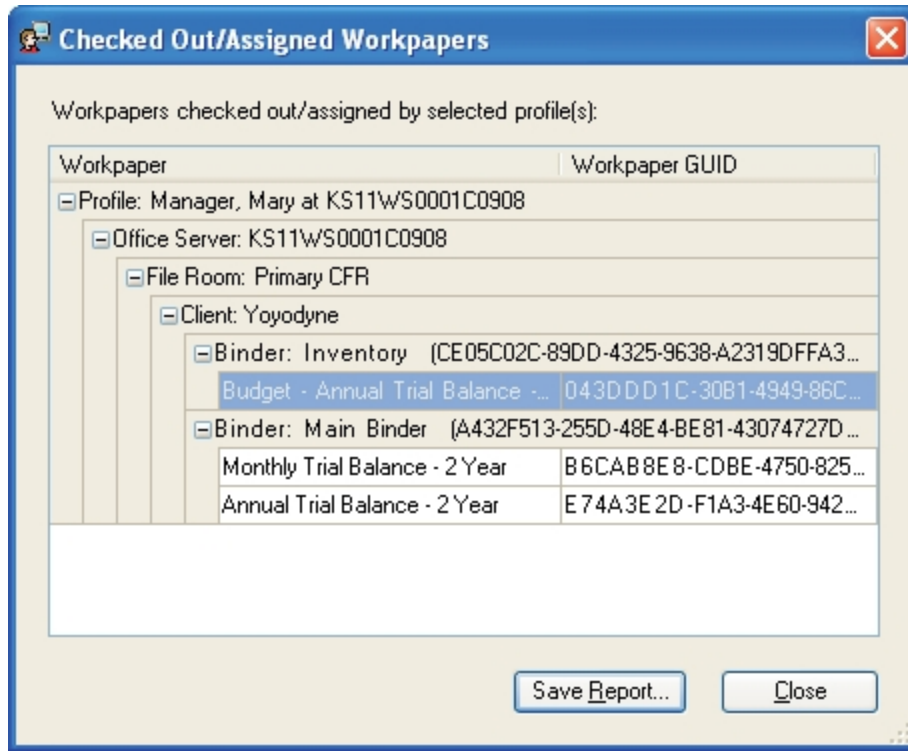 Checked Out/Assigned Workpapers
Workpapers checked out/assigned by selected profile(s):
Workpaper Workpaper GUID
Profile: Manager, Mary at KS11WS0001C0908
Office Server: KS11WS0001C0908
File Room: Primary CFR
Client: Yoyodyne
Binder: Inventory (CE05C02C-89DD-4325-9638-A2319DFFA3...
Budget - Annual Trial Balance -... 043DDD1C-30B1-4949-86C...
Binder: Main Binder (A432F513-255D-48E4-BE81-43074727D...
Monthly Trial Balance - 2 Year B6CAB8E8-CDBE-4750-825...
Annual Trial Balance - 2 Year E74A3E2D-F1A3-4E60-942...
Save Report... Close